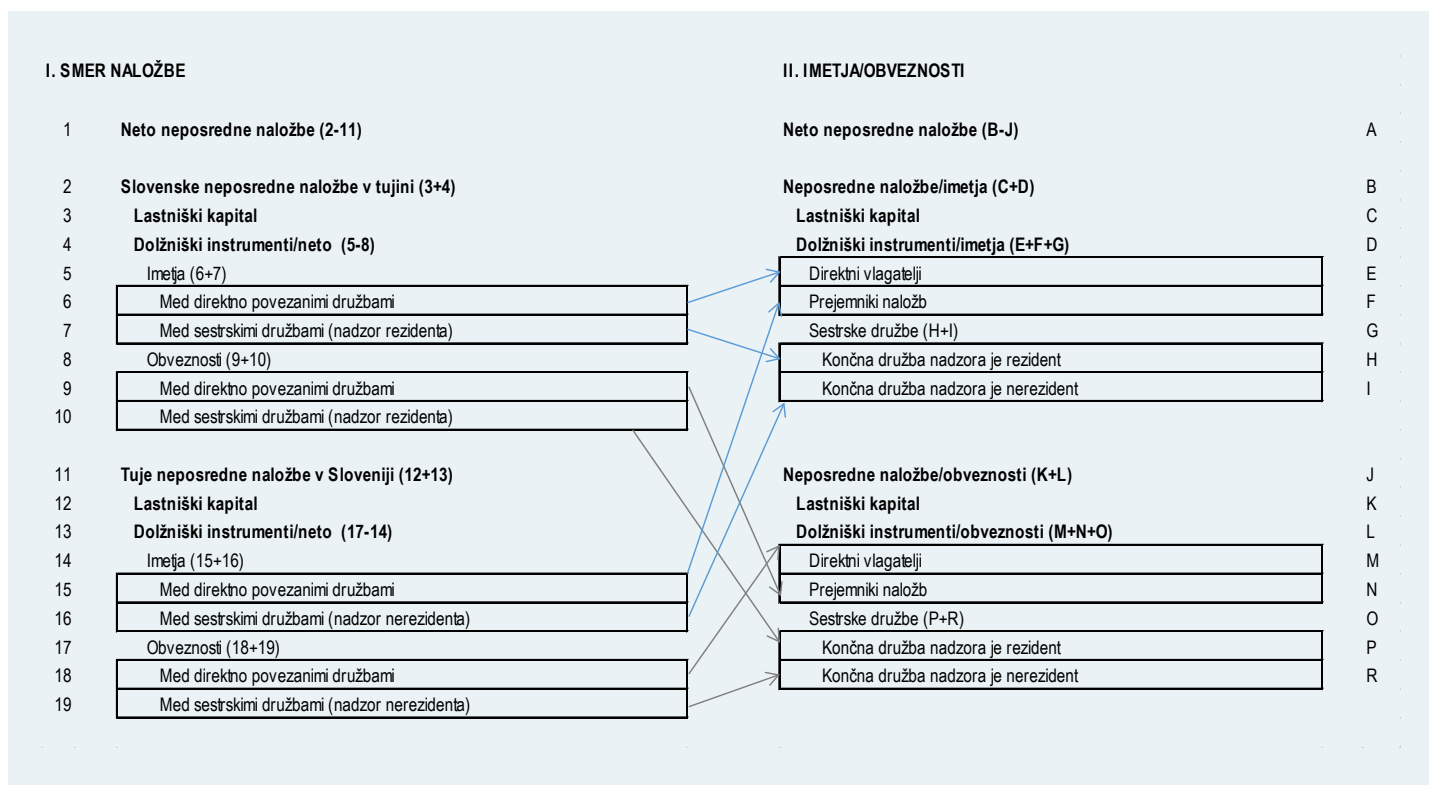 I. SMER NALOŽBE II. IMETJA/OBVEZNOSTI
1 Neto neposredne naložbe (2-11) Neto neposredne naložbe (B-J) A
2 Slovenske neposredne naložbe v tujini (3+4) Neposredne naložbe/imetja (C+D) B
3 Lastniški kapital Lastniški kapital C
4 Dolžniški instrumenti/neto (5-8) Dolžniški instrumenti/imetja (E+F+G) D
5 Imetja (6+7) Direktni vlagatelji E
6 Med direktno povezanimi družbami Prejemniki naložb F
7 Med sestrskimi družbami (nadzor rezidenta) Sestrske družbe (H+I) G
8 Obveznosti (9+10) Končna družba nadzora je rezident H
9 Med direktno povezanimi družbami Končna družba nadzora je nerezident I
10 Med sestrskimi družbami (nadzor rezidenta)
11 Tuje neposredne naložbe v Sloveniji (12+13) Neposredne naložbe/obveznosti (K+L) J
12 Lastniški kapital Lastniški kapital K
13 Dolžniški instrumenti/neto (17-14) Dolžniški instrumenti/obveznosti (M+N+O) L
14 Imetja (15+16) Direktni vlagatelji M
15 Med direktno povezanimi družbami Prejemniki naložb N
16 Med sestrskimi družbami (nadzor nerezidenta) Sestrske družbe (P+R) O
17 Obveznosti (18+19) Končna družba nadzora je rezident P
18 Med direktno povezanimi družbami Končna družba nadzora je nerezident R
19 Med sestrskimi družbami (nadzor nerezidenta)